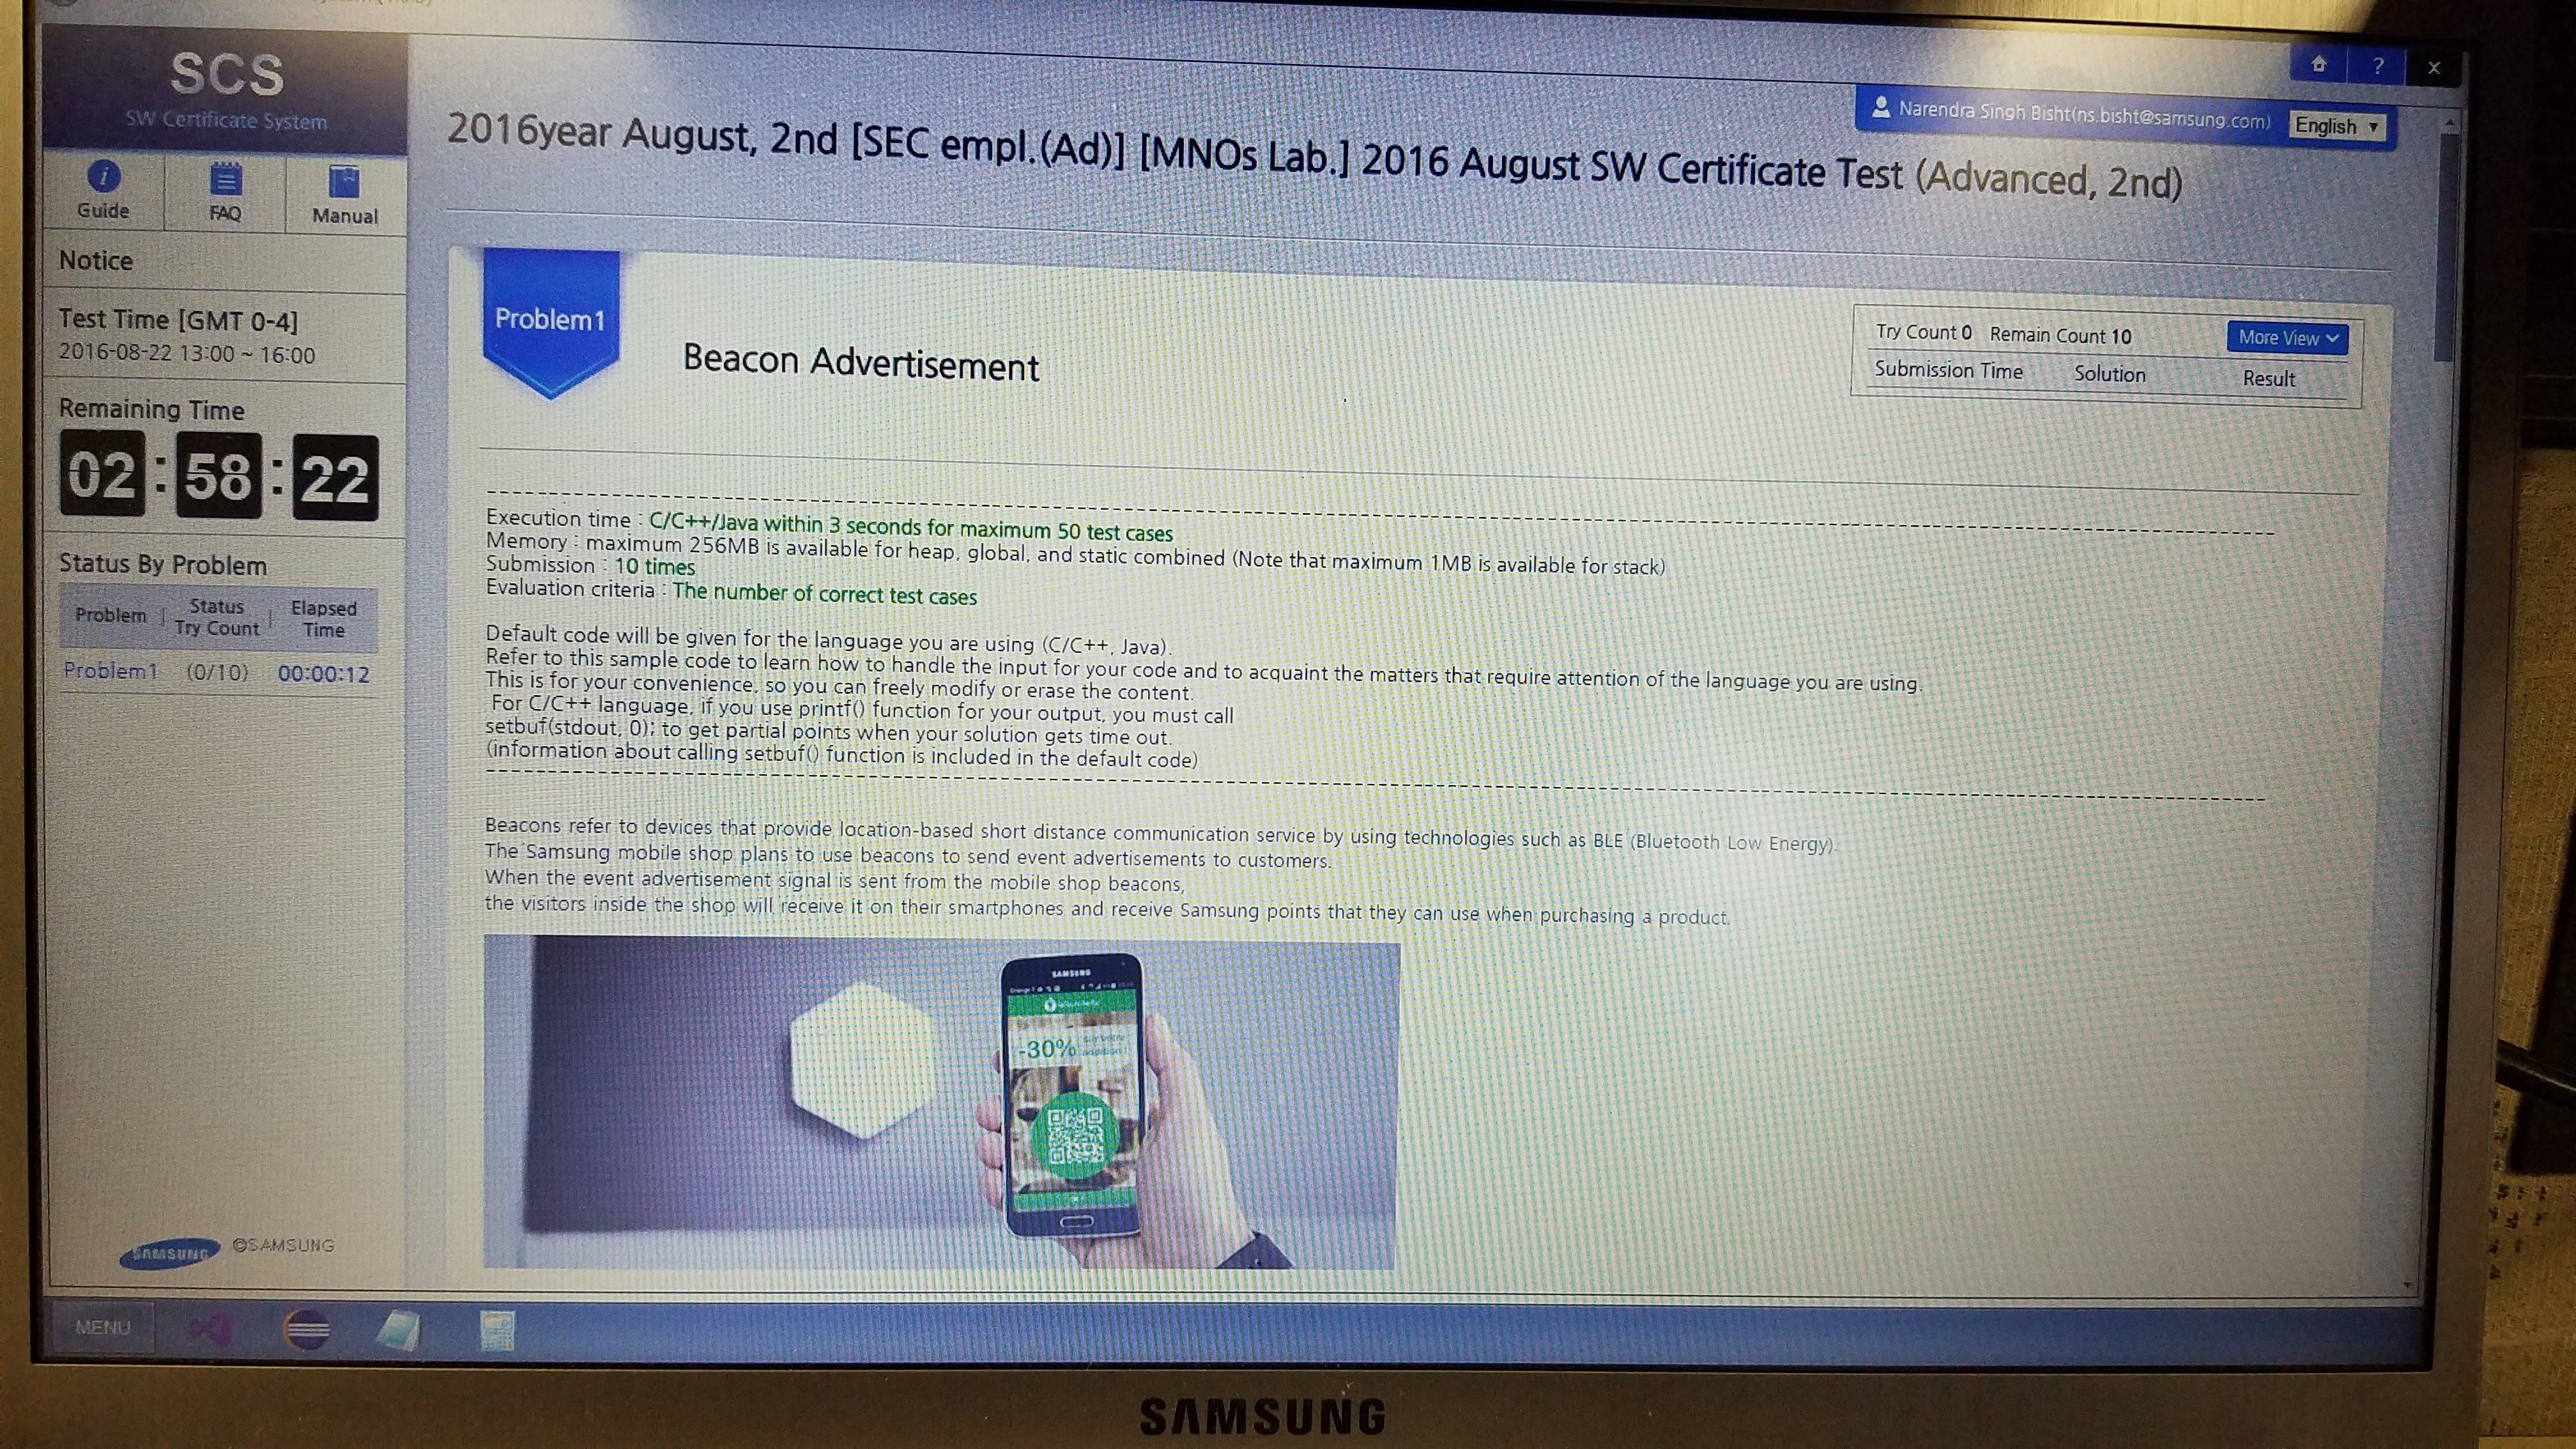 SCS
SW Certificate System
Guide
FAQ
Manual
Notice
Test Time [GMT 0-4]
2016-08-22 13:00 ~ 16:00
Remaining Time
02 : 58 : 22
Status By Problem
Problem | Status Try Count | Elapsed Time
Problem1 (0/10) 00:00:12
SAMSUNG ©SAMSUNG
MENU
? x
Narendra Singh Bisht(ns.bisht@samsung.com) English ▼
2016year August, 2nd [SEC empl.(Ad)] [MNOs Lab.] 2016 August SW Certificate Test (Advanced, 2nd)
Problem1
Beacon Advertisement
Try Count 0 Remain Count 10 More View
Submission Time Solution Result
Execution time : C/C++/Java within 3 seconds for maximum 50 test cases
Memory : maximum 256MB is available for heap, global, and static combined (Note that maximum 1MB is available for stack)
Submission : 10 times
Evaluation criteria : The number of correct test cases
Default code will be given for the language you are using (C/C++, Java).
Refer to this sample code to learn how to handle the input for your code and to acquaint the matters that require attention of the language you are using.
This is for your convenience, so you can freely modify or erase the content.
For C/C++ language, if you use printf() function for your output, you must call
setbuf(stdout, 0); to get partial points when your solution gets time out.
(information about calling setbuf() function is included in the default code)
Beacons refer to devices that provide location-based short distance communication service by using technologies such as BLE (Bluetooth Low Energy).
The Samsung mobile shop plans to use beacons to send event advertisements to customers.
When the event advertisement signal is sent from the mobile shop beacons,
the visitors inside the shop will receive it on their smartphones and receive Samsung points that they can use when purchasing a product.
SAMSUNG
-30%
SAMSUNG